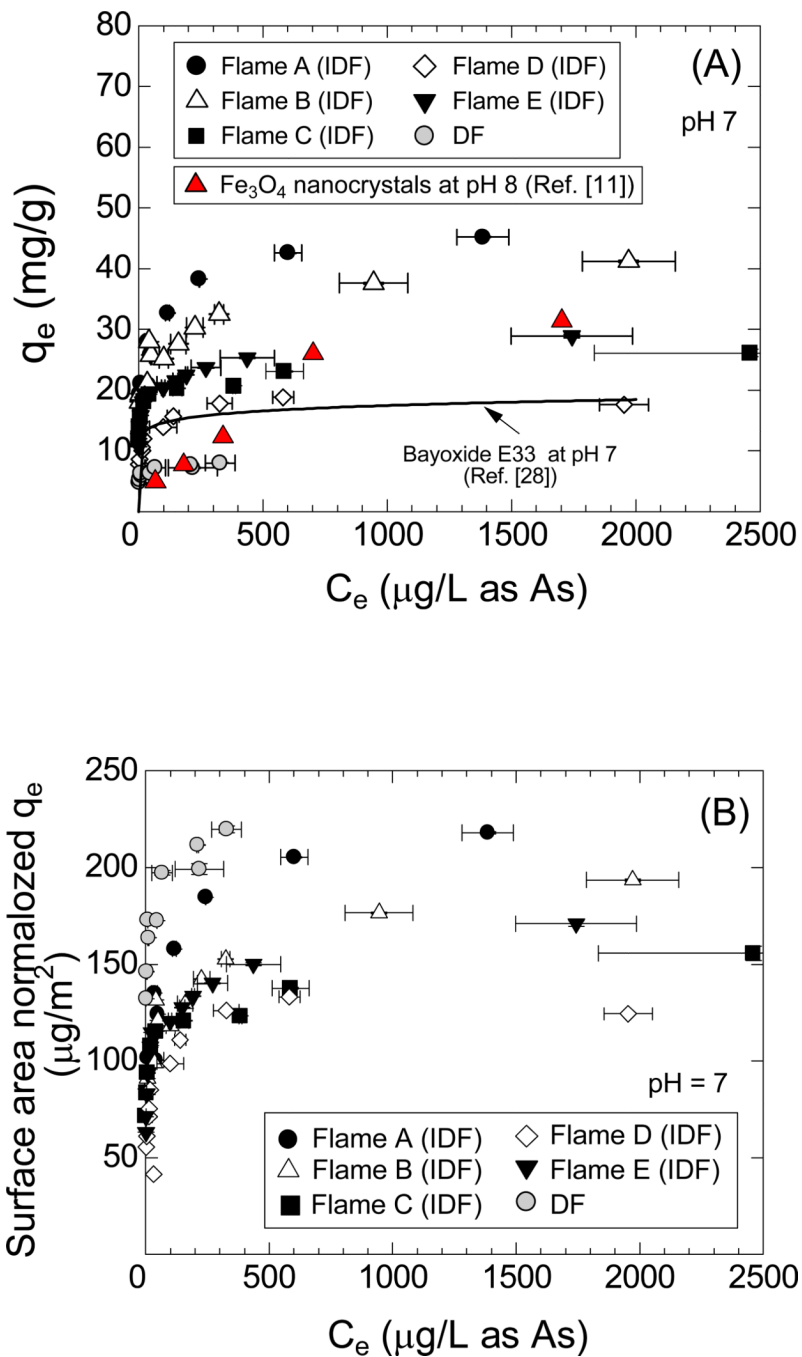 80
70
60
50
40
30
20
10
qe (mg/g)
Flame A (IDF)
Flame D (IDF)
Flame B (IDF)
Flame E (IDF)
Flame C (IDF)
DF
Fe3O4 nanocrystals at pH 8 (Ref. [11])
(A)
pH 7
Bayoxide E33 at pH 7
(Ref. [28])
0 500 1000 1500 2000 2500
Ce (μg/L as As)
250
200
150
100
50
Surface area normalozed qe
(μg/m2)
(B)
pH = 7
Flame A (IDF)
Flame D (IDF)
Flame B (IDF)
Flame E (IDF)
Flame C (IDF)
DF
0 500 1000 1500 2000 2500
Ce (μg/L as As)